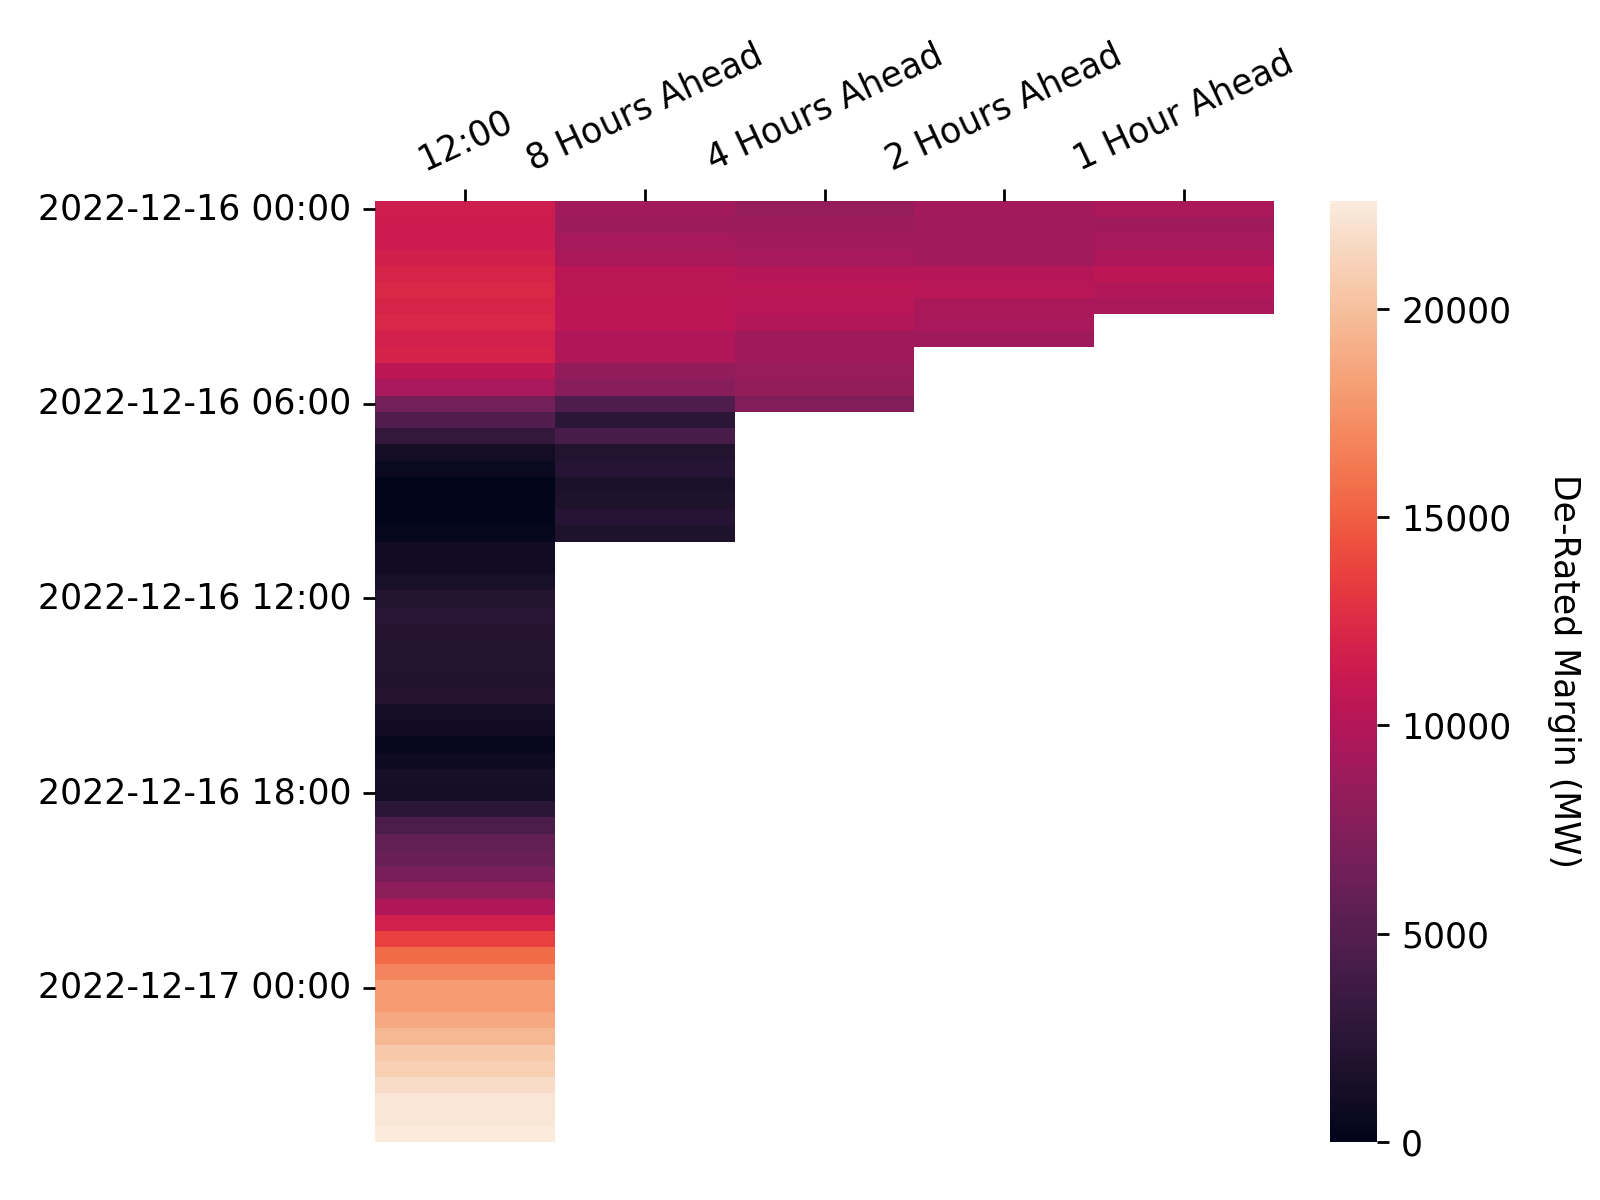 12:00
8 Hours Ahead
4 Hours Ahead
2 Hours Ahead
1 Hour Ahead
2022-12-16 00:00
2022-12-16 06:00
2022-12-16 12:00
2022-12-16 18:00
2022-12-17 00:00
20000
15000
10000
5000
0
De-Rated Margin (MW)